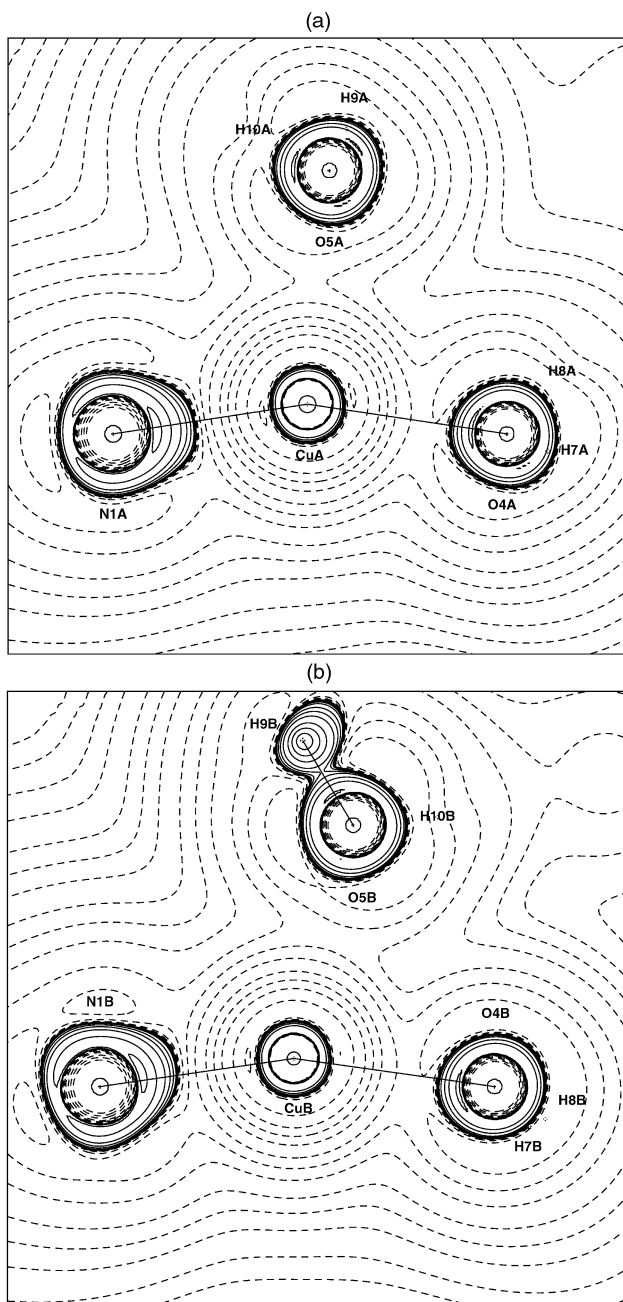 (a)
H9A
H10A
O5A
H8A
CuA
H7A
N1A
O4A
(b)
H9B
H10B
O5B
N1B
O4B
H8B
CuB
H7B